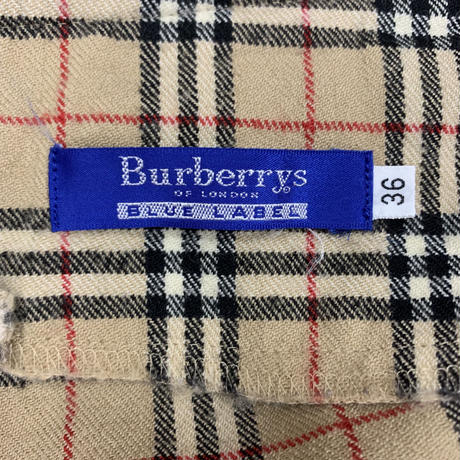 Burberrys
OF LONDON
BLUE LABEL
36